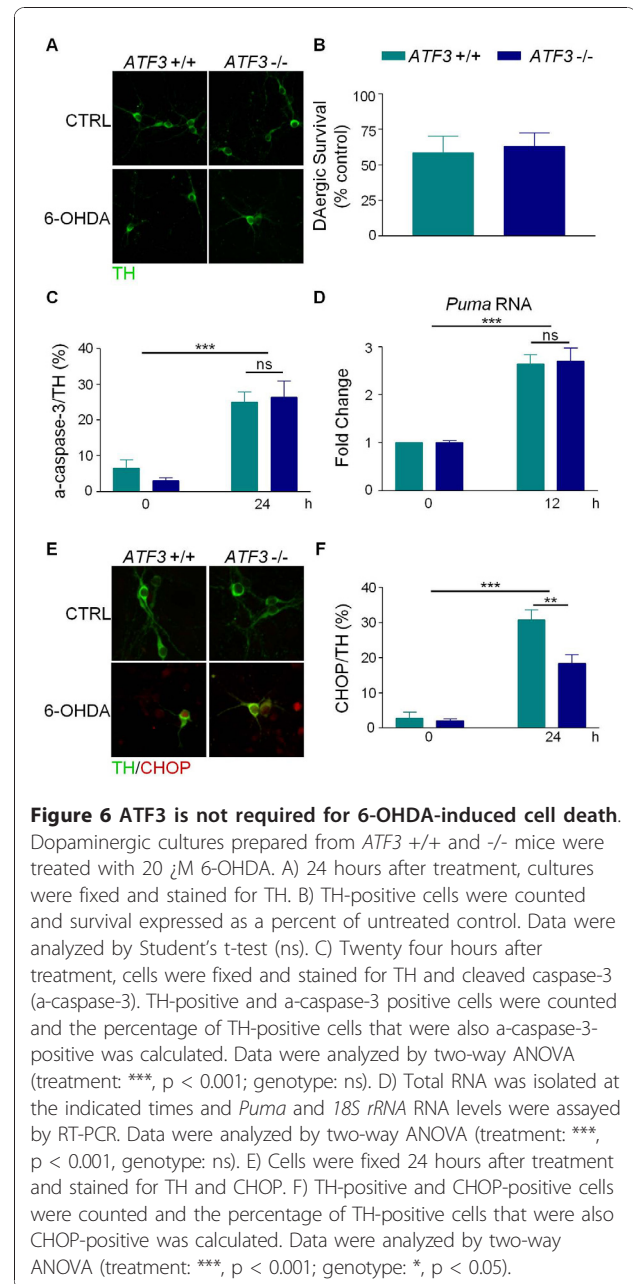 A
ATF3 +/+ ATF3 -/-
CTRL
6-OHDA
TH
B
ATF3 +/+ ATF3 -/-
DAergic Survival
(% control)
100
75
50
25
0
C
a-caspase-3/TH (%)
40
30
20
10
0
***
ns
0 24 h
D
Puma RNA
Fold Change
3
2
1
0
***
ns
0 12 h
E
ATF3 +/+ ATF3 -/-
CTRL
6-OHDA
TH/CHOP
F
CHOP/TH (%)
40
30
20
10
0
***
**
0 24 h
Figure 6 ATF3 is not required for 6-OHDA-induced cell death.
Dopaminergic cultures prepared from ATF3 +/+ and -/- mice were
treated with 20 ¿M 6-OHDA. A) 24 hours after treatment, cultures
were fixed and stained for TH. B) TH-positive cells were counted
and survival expressed as a percent of untreated control. Data were
analyzed by Student's t-test (ns). C) Twenty four hours after
treatment, cells were fixed and stained for TH and cleaved caspase-3
(a-caspase-3). TH-positive and a-caspase-3 positive cells were counted
and the percentage of TH-positive cells that were also a-caspase-3-
positive was calculated. Data were analyzed by two-way ANOVA
(treatment: ***, p < 0.001; genotype: ns). D) Total RNA was isolated at
the indicated times and Puma and 18S rRNA RNA levels were assayed
by RT-PCR. Data were analyzed by two-way ANOVA (treatment: ***,
p < 0.001, genotype: ns). E) Cells were fixed 24 hours after treatment
and stained for TH and CHOP. F) TH-positive and CHOP-positive cells
were counted and the percentage of TH-positive cells that were also
CHOP-positive was calculated. Data were analyzed by two-way
ANOVA (treatment: ***, p < 0.001; genotype: *, p < 0.05).